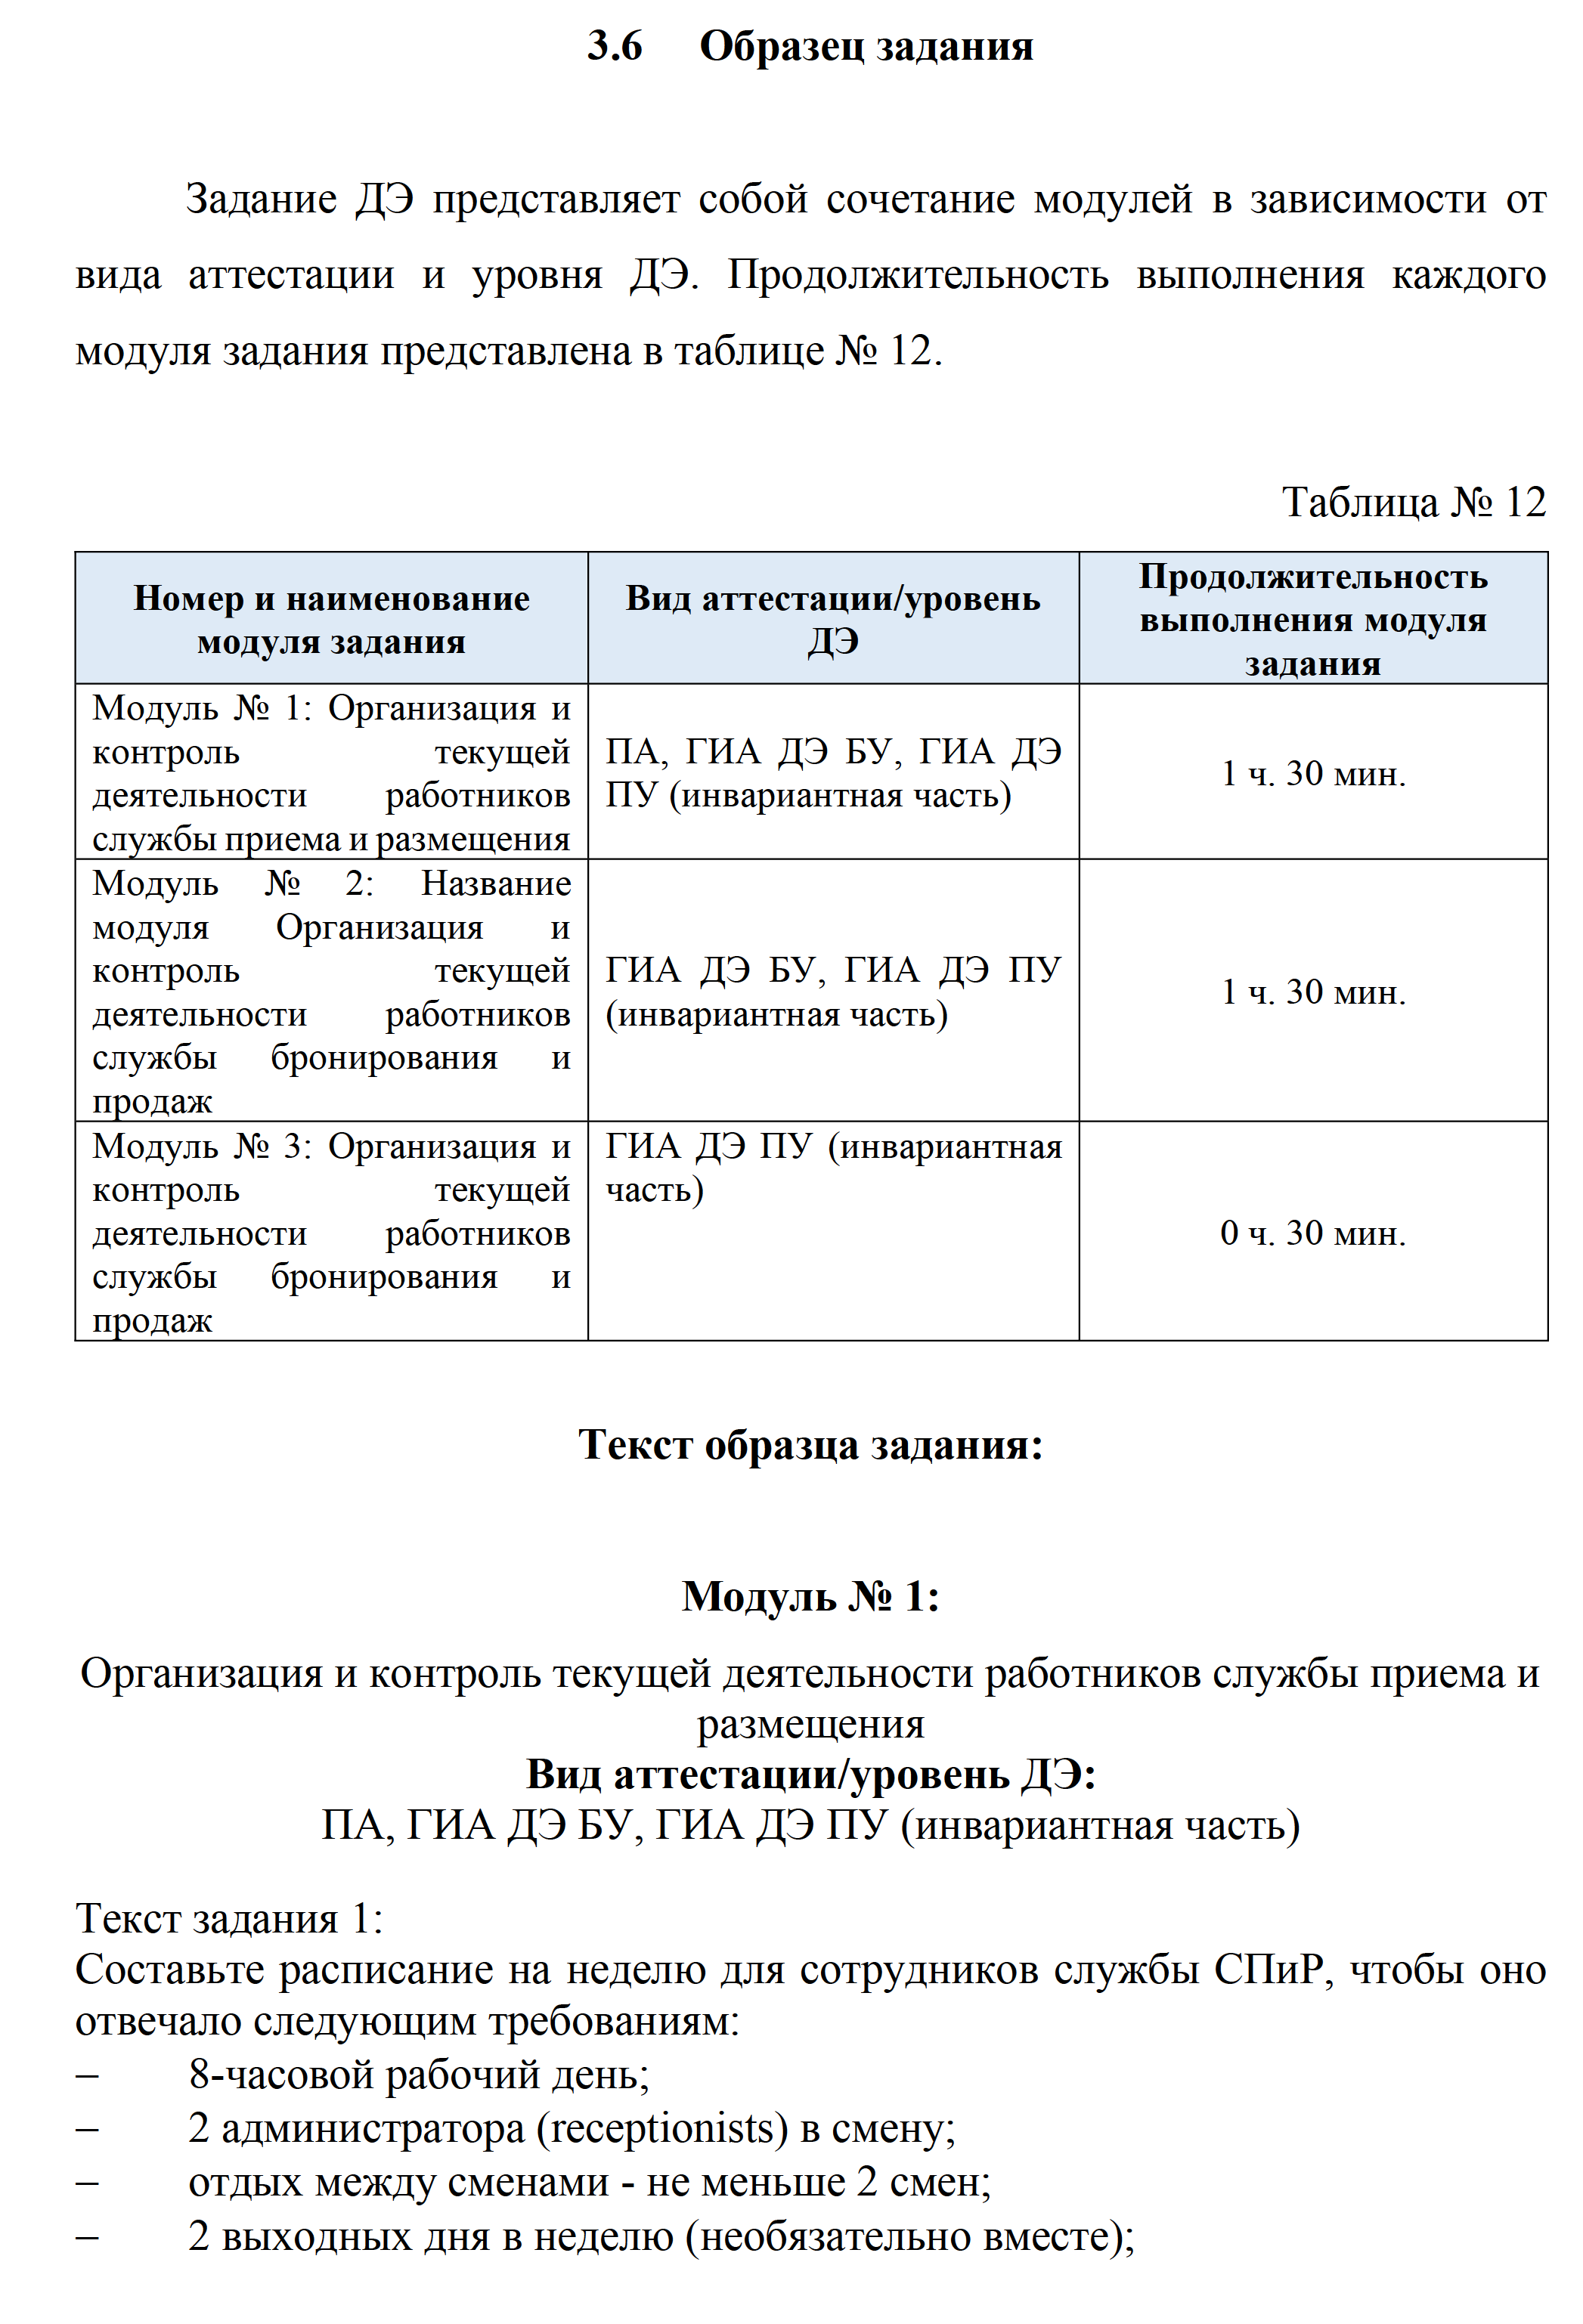 3.6 Образец задания
Задание ДЭ представляет собой сочетание модулей в зависимости от
вида аттестации и уровня ДЭ. Продолжительность выполнения каждого
модуля задания представлена в таблице № 12.
Таблица № 12
Номер и наименование
модуля задания
Вид аттестации/уровень
ДЭ
Продолжительность
выполнения модуля
задания
Модуль № 1: Организация и
контроль текущей
деятельности работников
службы приема и размещения
ПА, ГИА ДЭ БУ, ГИА ДЭ
ПУ (инвариантная часть)
1 ч. 30 мин.
Модуль № 2: Название
модуля Организация и
контроль текущей
деятельности работников
службы бронирования и
продаж
ГИА ДЭ БУ, ГИА ДЭ ПУ
(инвариантная часть)
1 ч. 30 мин.
Модуль № 3: Организация и
контроль текущей
деятельности работников
службы бронирования и
продаж
ГИА ДЭ ПУ (инвариантная
часть)
0 ч. 30 мин.
Текст образца задания:
Модуль № 1:
Организация и контроль текущей деятельности работников службы приема и
размещения
Вид аттестации/уровень ДЭ:
ПА, ГИА ДЭ БУ, ГИА ДЭ ПУ (инвариантная часть)
Текст задания 1:
Составьте расписание на неделю для сотрудников службы СПиР, чтобы оно
отвечало следующим требованиям:
– 8-часовой рабочий день;
– 2 администратора (receptionists) в смену;
– отдых между сменами - не меньше 2 смен;
– 2 выходных дня в неделю (необязательно вместе);